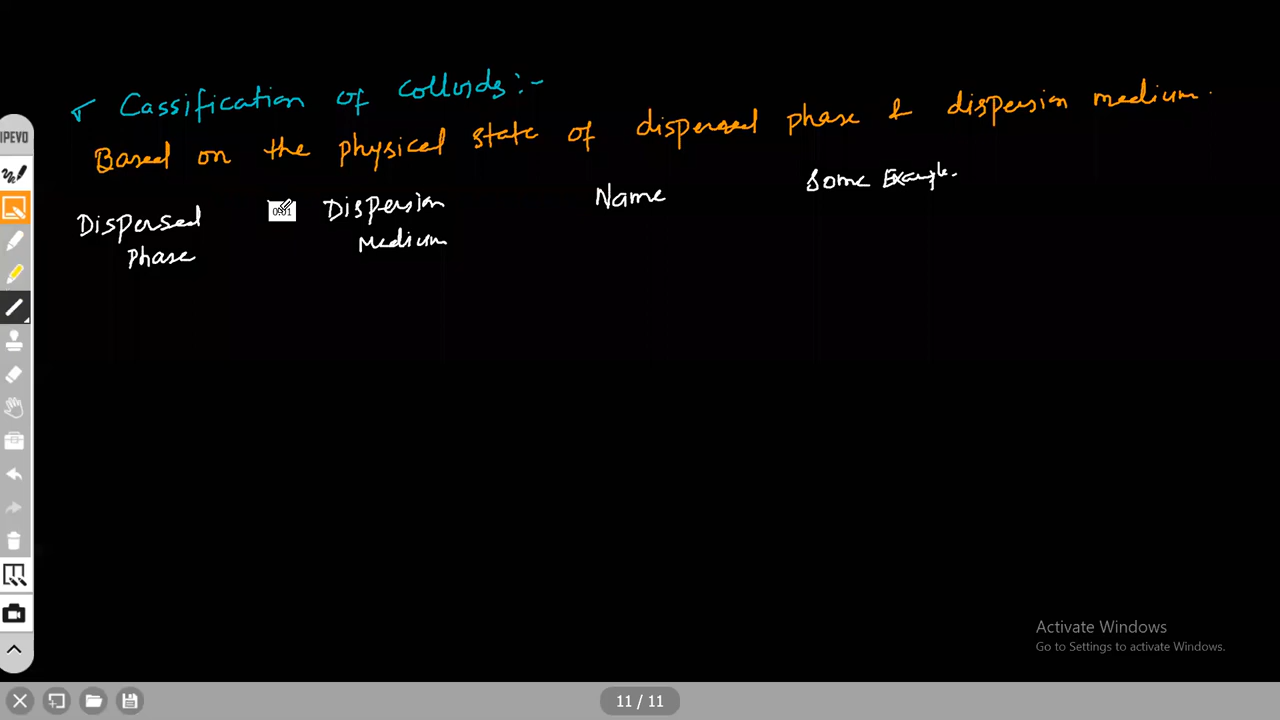 Cassification of Colloids:-
Based on the physical state of dispersed phase & dispersion medium.
Dispersed Phase
Dispersion Medium
Name
Some Example.
IPEVO
Activate Windows
Go to Settings to activate Windows.
11 / 11